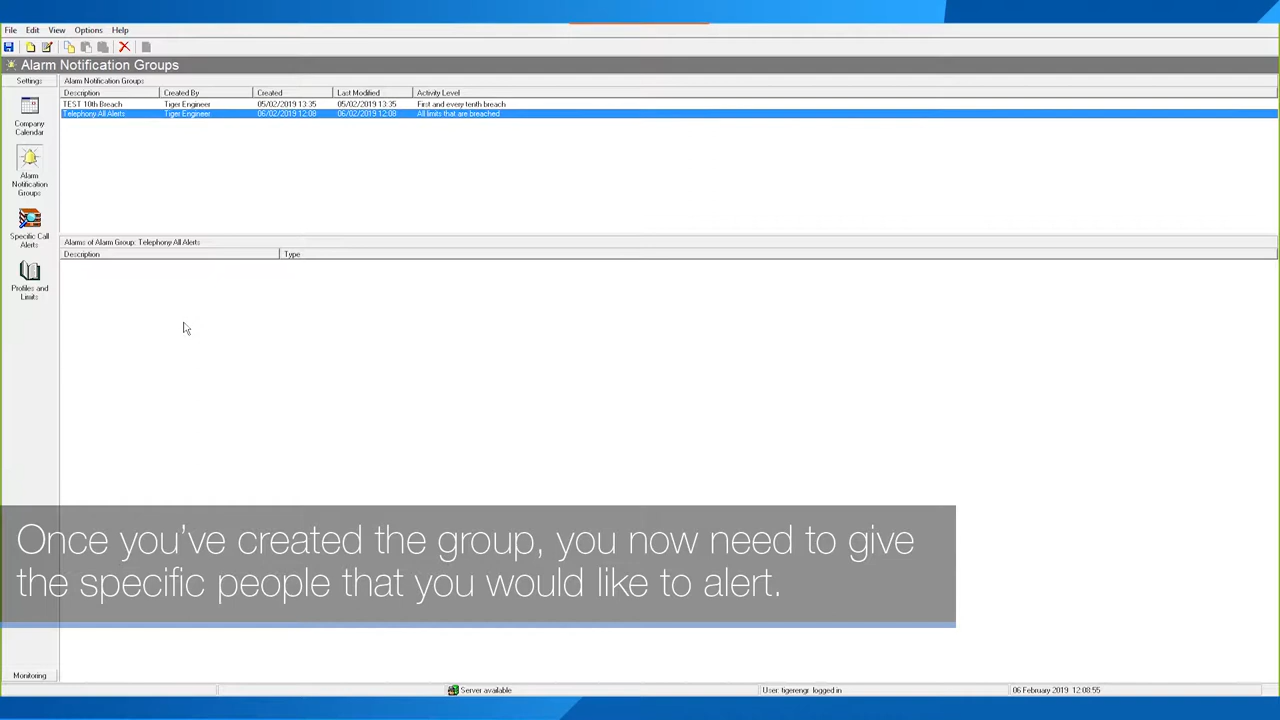 File Edit View Options Help
Alarm Notification Groups
Settings
Alarm Notification Groups
Description Created By Created Last Modified Activity Level
TEST 10th Breach Tiger Engineer 05/02/2019 13:35 05/02/2019 13:35 First and every tenth breach
Telephony All Alerts Tiger Engineer 06/02/2019 12:08 06/02/2019 12:08 All limits that are breached
Company
Calendar
Alarm
Notification
Groups
Specific Call
Alerts
Profiles and
Limits
Alarms of Alarm Group: Telephony All Alerts
Description Type
Once you've created the group, you now need to give
the specific people that you would like to alert.
Monitoring
Server available User: tigerengr logged in 06 February 2019 12:08:55